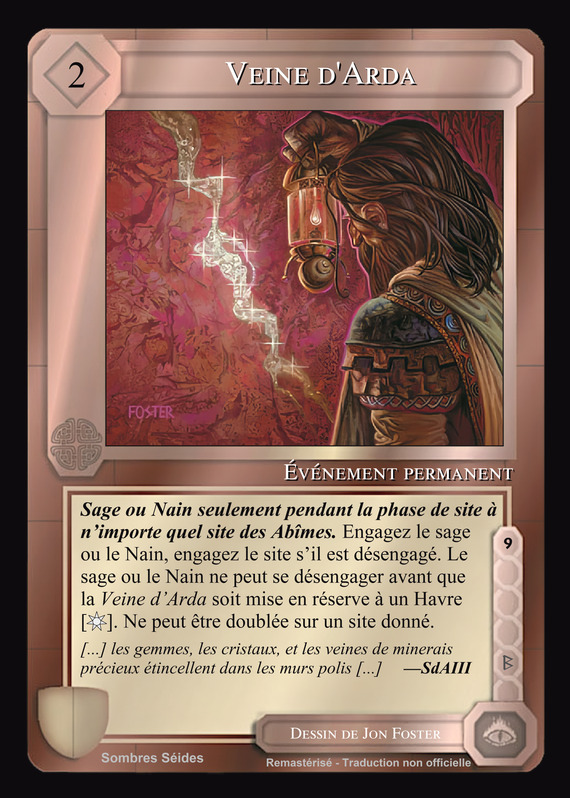 2
VEINE D'ARDA
FOSTER
ÉVÉNEMENT PERMANENT
Sage ou Nain seulement pendant la phase de site à
n'importe quel site des Abîmes. Engagez le sage
ou le Nain, engagez le site s'il est désengagé. Le
sage ou le Nain ne peut se désengager avant que
la Veine d'Arda soit mise en réserve à un Havre
[☼]. Ne peut être doublée sur un site donné.
[...] les gemmes, les cristaux, et les veines de minerais
précieux étincellent dans les murs polis [...] —SdAIII
9
ᛒ
DESSIN DE JON FOSTER
Sombres Séides
Remastérisé - Traduction non officielle